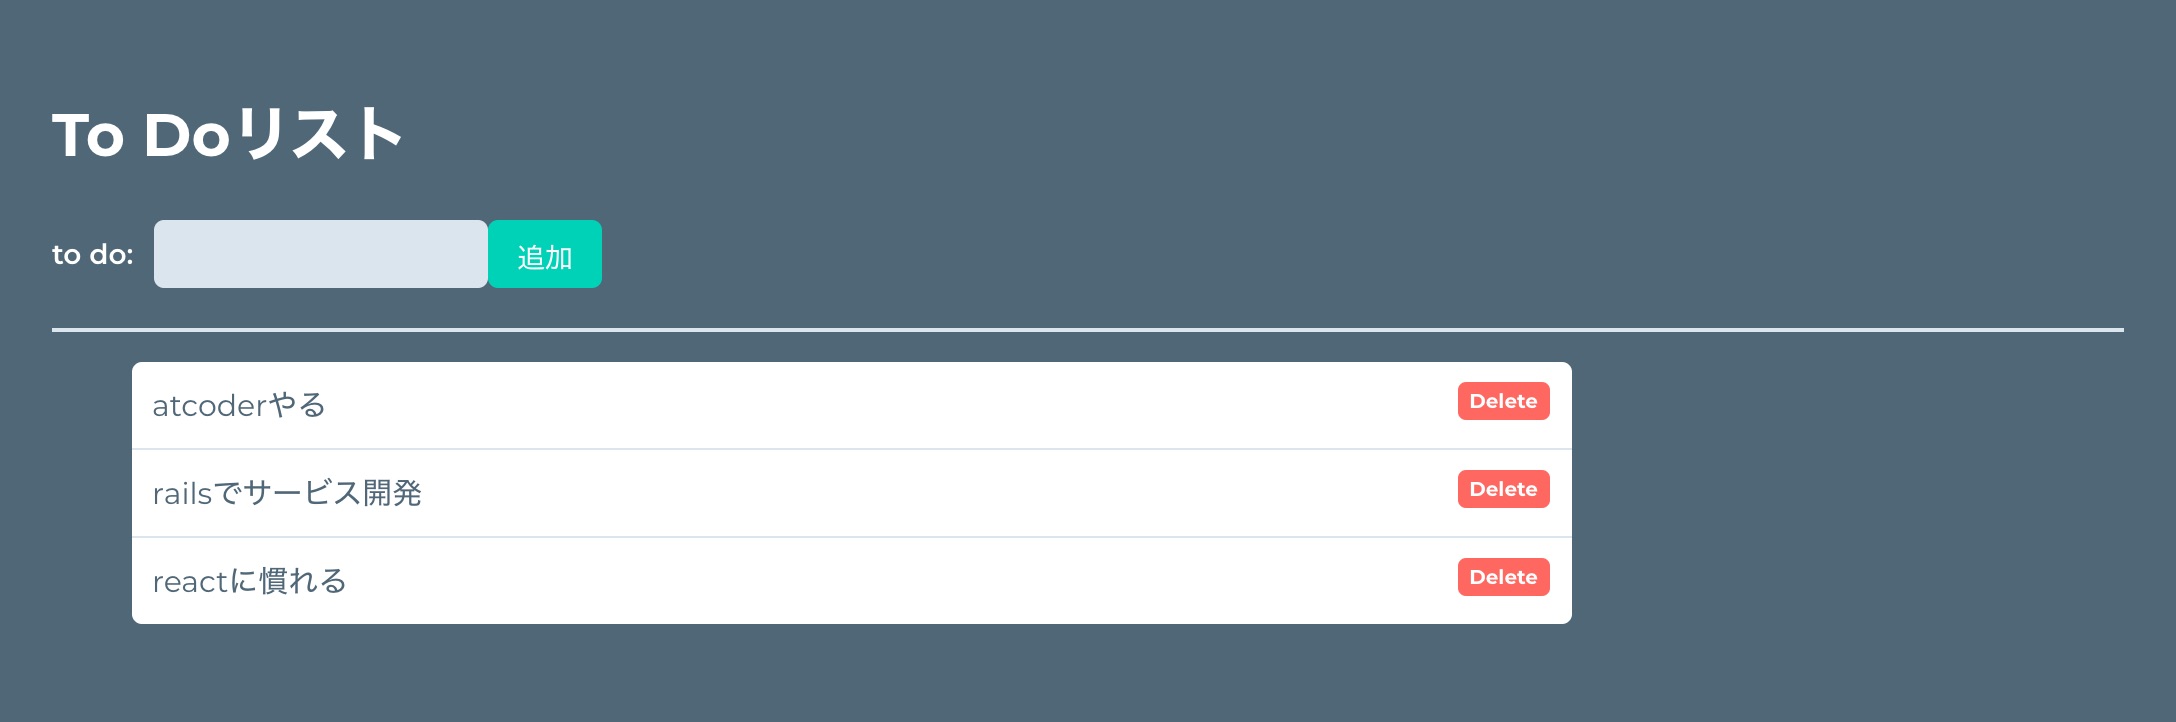 To Doリスト
to do: 追加
atcoderやる Delete
railsでサービス開発 Delete
reactに慣れる Delete